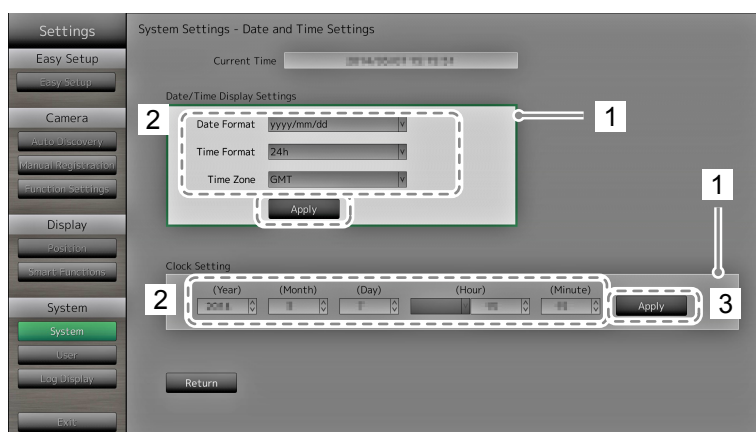 Settings
Easy Setup
Easy Setup
Camera
Auto Discovery
Manual Registration
Function Settings
Display
Position
Smart Functions
System
System
User
Log Display
Exit
System Settings - Date and Time Settings
Current Time
Date/Time Display Settings
2
1
Date Format yyyy/mm/dd
Time Format 24h
Time Zone GMT
Apply
1
Clock Setting
2
(Year) (Month) (Day) (Hour) (Minute)
Apply
3
Return